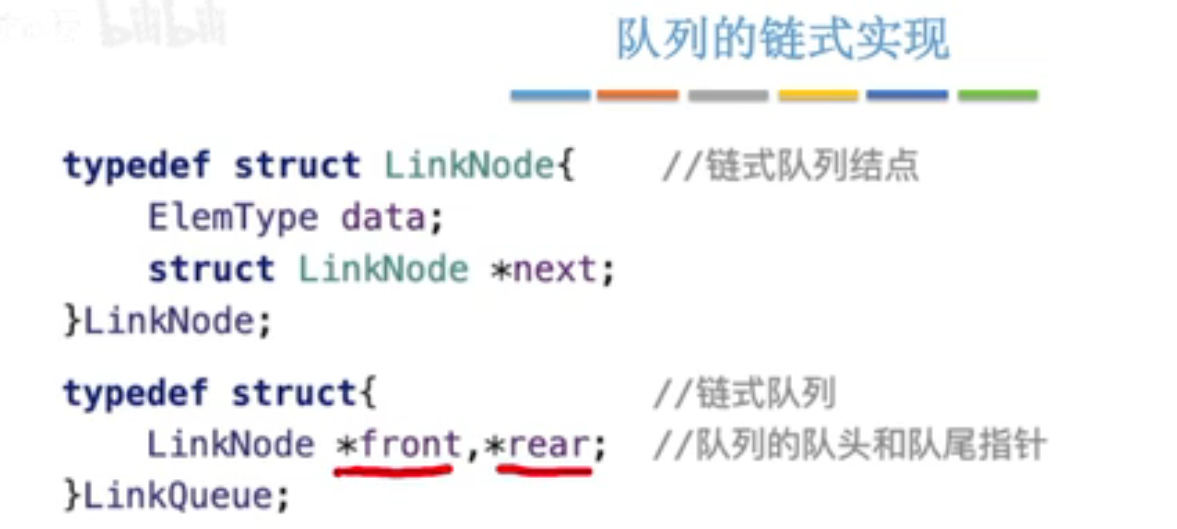 bilibili
队列的链式实现
typedef struct LinkNode{ //链式队列结点
ElemType data;
struct LinkNode *next;
}LinkNode;
typedef struct{ //链式队列
LinkNode *front,*rear; //队列的队头和队尾指针
}LinkQueue;